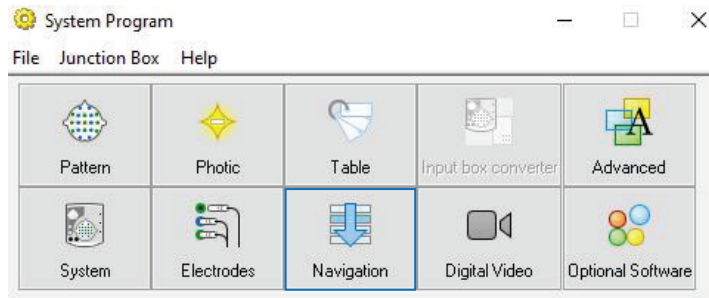 System Program
File Junction Box Help
Pattern Photic Table Input box converter Advanced
System Electrodes Navigation Digital Video Optional Software